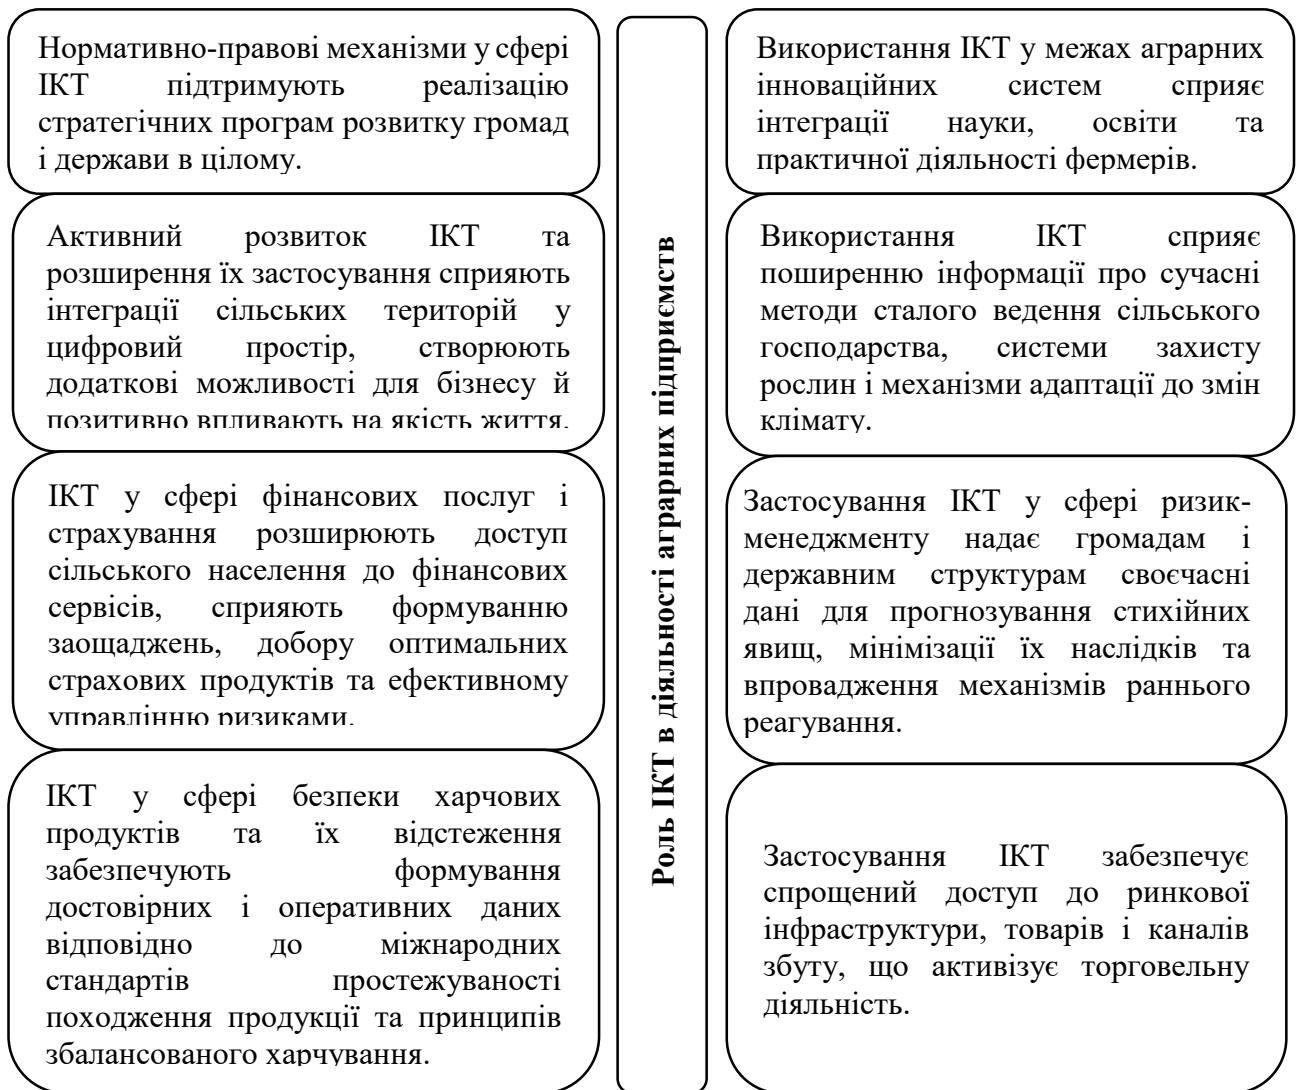 Нормативно-правові механізми у сфері
ІКТ підтримують реалізацію
стратегічних програм розвитку громад
і держави в цілому.
Активний розвиток ІКТ та
розширення їх застосування сприяють
інтеграції сільських територій у
цифровий простір, створюють
додаткові можливості для бізнесу й
позитивно впливають на якість життя.
ІКТ у сфері фінансових послуг і
страхування розширюють доступ
сільського населення до фінансових
сервісів, сприяють формуванню
заощаджень, добору оптимальних
страхових продуктів та ефективному
управлінню ризиками.
ІКТ у сфері безпеки харчових
продуктів та їх відстеження
забезпечують формування
достовірних і оперативних даних
відповідно до міжнародних
стандартів простежуваності
походження продукції та принципів
збалансованого харчування.
Роль ІКТ в діяльності аграрних підприємств
Використання ІКТ у межах аграрних
інноваційних систем сприяє
інтеграції науки, освіти та
практичної діяльності фермерів.
Використання ІКТ сприяє
поширенню інформації про сучасні
методи сталого ведення сільського
господарства, системи захисту
рослин і механізми адаптації до змін
клімату.
Застосування ІКТ у сфері ризик-
менеджменту надає громадам і
державним структурам своєчасні
дані для прогнозування стихійних
явищ, мінімізації їх наслідків та
впровадження механізмів раннього
реагування.
Застосування ІКТ забезпечує
спрощений доступ до ринкової
інфраструктури, товарів і каналів
збуту, що активізує торговельну
діяльність.